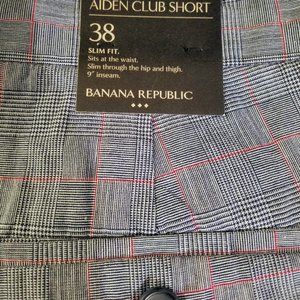 AIDEN CLUB SHORT
38
SLIM FIT.
Sits at the waist.
Slim through the hip and thigh.
9" inseam.
BANANA REPUBLIC